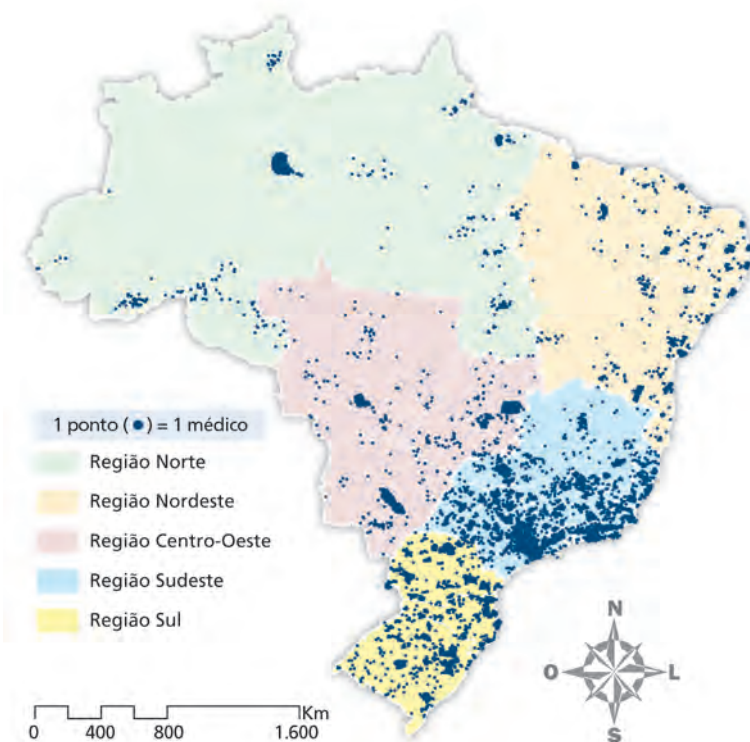 1 ponto (●) = 1 médico
Região Norte
Região Nordeste
Região Centro-Oeste
Região Sudeste
Região Sul
N
O
L
S
Km
0 400 800 1.600